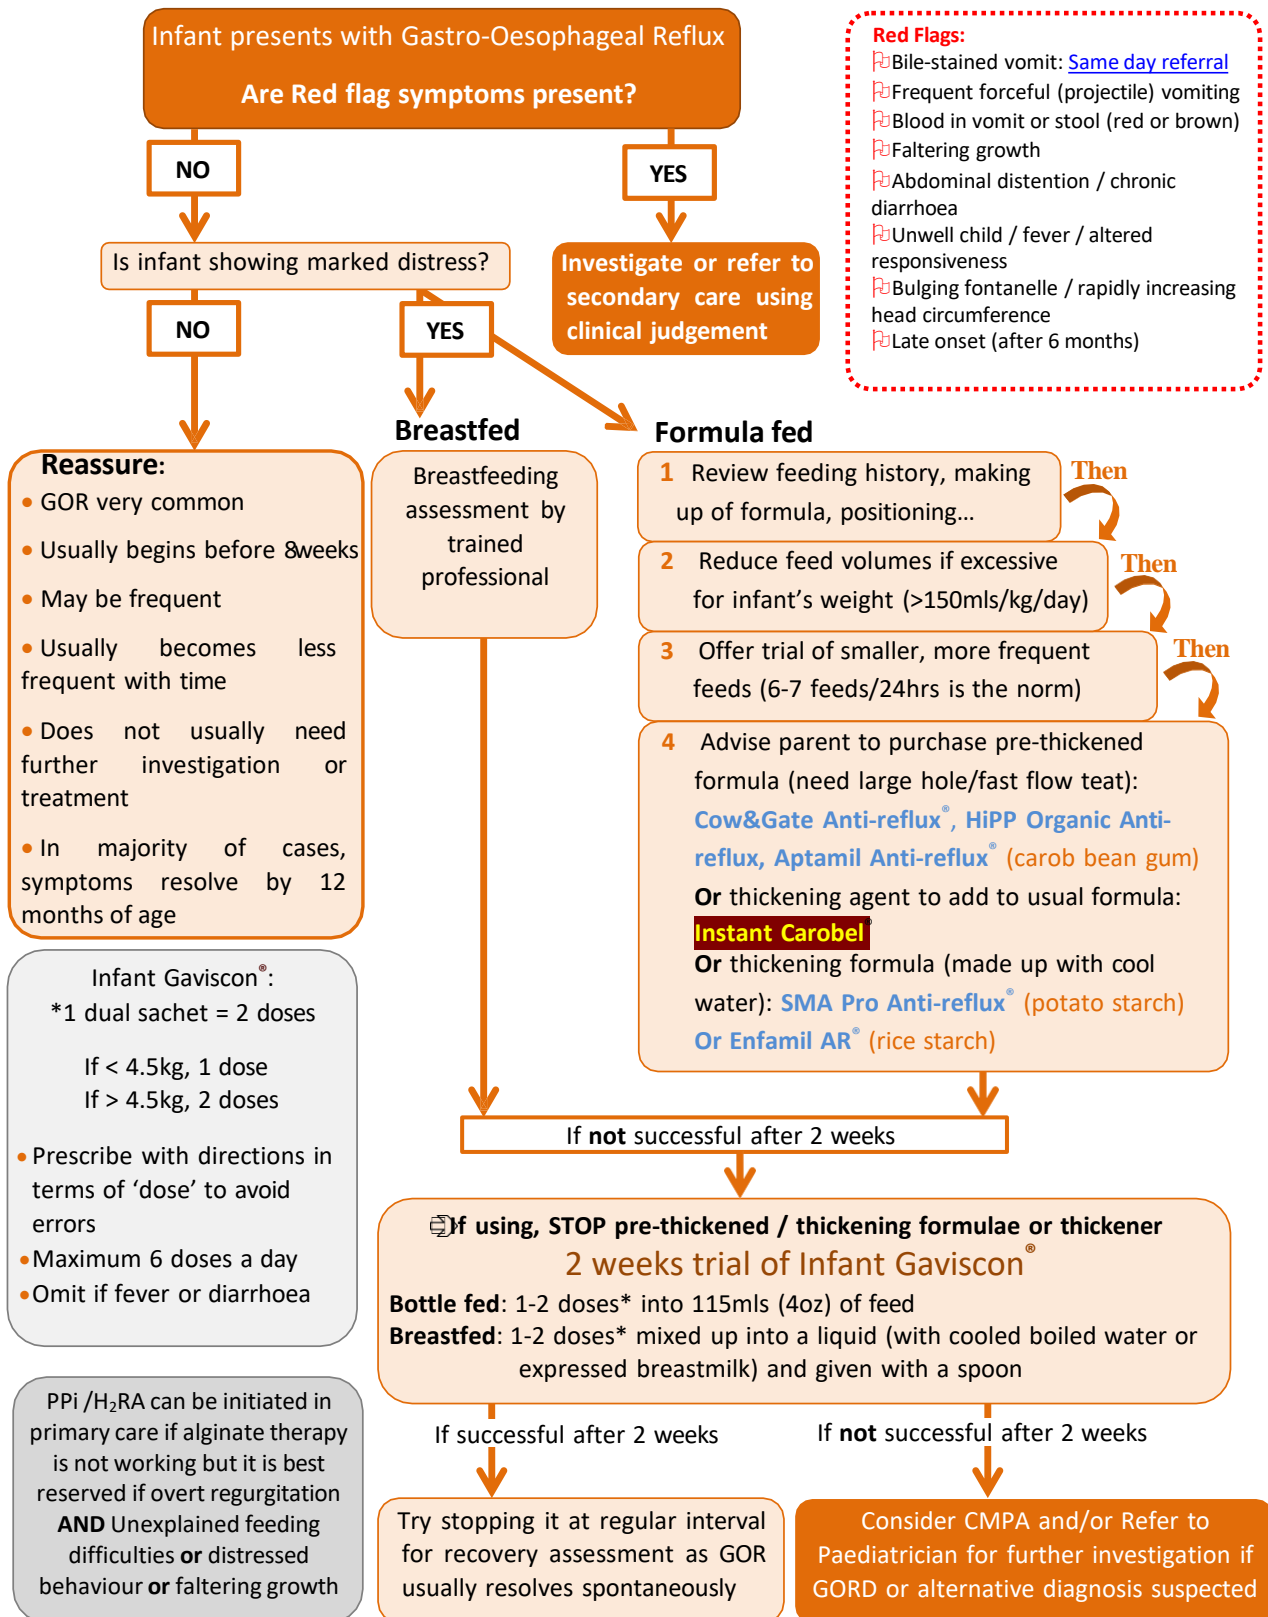 Infant presents with Gastro-Oesophageal Reflux
Are Red flag symptoms present?
Red Flags:
Bile-stained vomit: Same day referral
Frequent forceful (projectile) vomiting
Blood in vomit or stool (red or brown)
Faltering growth
Abdominal distention / chronic
diarrhoea
Unwell child / fever / altered
responsiveness
Bulging fontanelle / rapidly increasing
head circumference
Late onset (after 6 months)
NO
YES
Is infant showing marked distress?
Investigate or refer to
secondary care using
clinical judgement
NO
YES
Reassure:
• GOR very common
• Usually begins before 8weeks
• May be frequent
• Usually becomes less
frequent with time
• Does not usually need
further investigation or
treatment
• In majority of cases,
symptoms resolve by 12
months of age
Breastfed
Breastfeeding
assessment by
trained
professional
Formula fed
1 Review feeding history, making
up of formula, positioning...
Then
2 Reduce feed volumes if excessive
for infant's weight (>150mls/kg/day)
Then
3 Offer trial of smaller, more frequent
feeds (6-7 feeds/24hrs is the norm)
Then
4 Advise parent to purchase pre-thickened
formula (need large hole/fast flow teat):
Cow&Gate Anti-reflux®, HiPP Organic Anti-
reflux, Aptamil Anti-reflux® (carob bean gum)
Or thickening agent to add to usual formula:
Instant Carobel®
Or thickening formula (made up with cool
water): SMA Pro Anti-reflux® (potato starch)
Or Enfamil AR® (rice starch)
Infant Gaviscon®:
*1 dual sachet = 2 doses
If < 4.5kg, 1 dose
If > 4.5kg, 2 doses
• Prescribe with directions in
terms of 'dose' to avoid
errors
• Maximum 6 doses a day
• Omit if fever or diarrhoea
If not successful after 2 weeks
If using, STOP pre-thickened / thickening formulae or thickener
2 weeks trial of Infant Gaviscon®
Bottle fed: 1-2 doses* into 115mls (4oz) of feed
Breastfed: 1-2 doses* mixed up into a liquid (with cooled boiled water or
expressed breastmilk) and given with a spoon
PPi /H₂RA can be initiated in
primary care if alginate therapy
is not working but it is best
reserved if overt regurgitation
AND Unexplained feeding
difficulties or distressed
behaviour or faltering growth
If successful after 2 weeks
If not successful after 2 weeks
Try stopping it at regular interval
for recovery assessment as GOR
usually resolves spontaneously
Consider CMPA and/or Refer to
Paediatrician for further investigation if
GORD or alternative diagnosis suspected